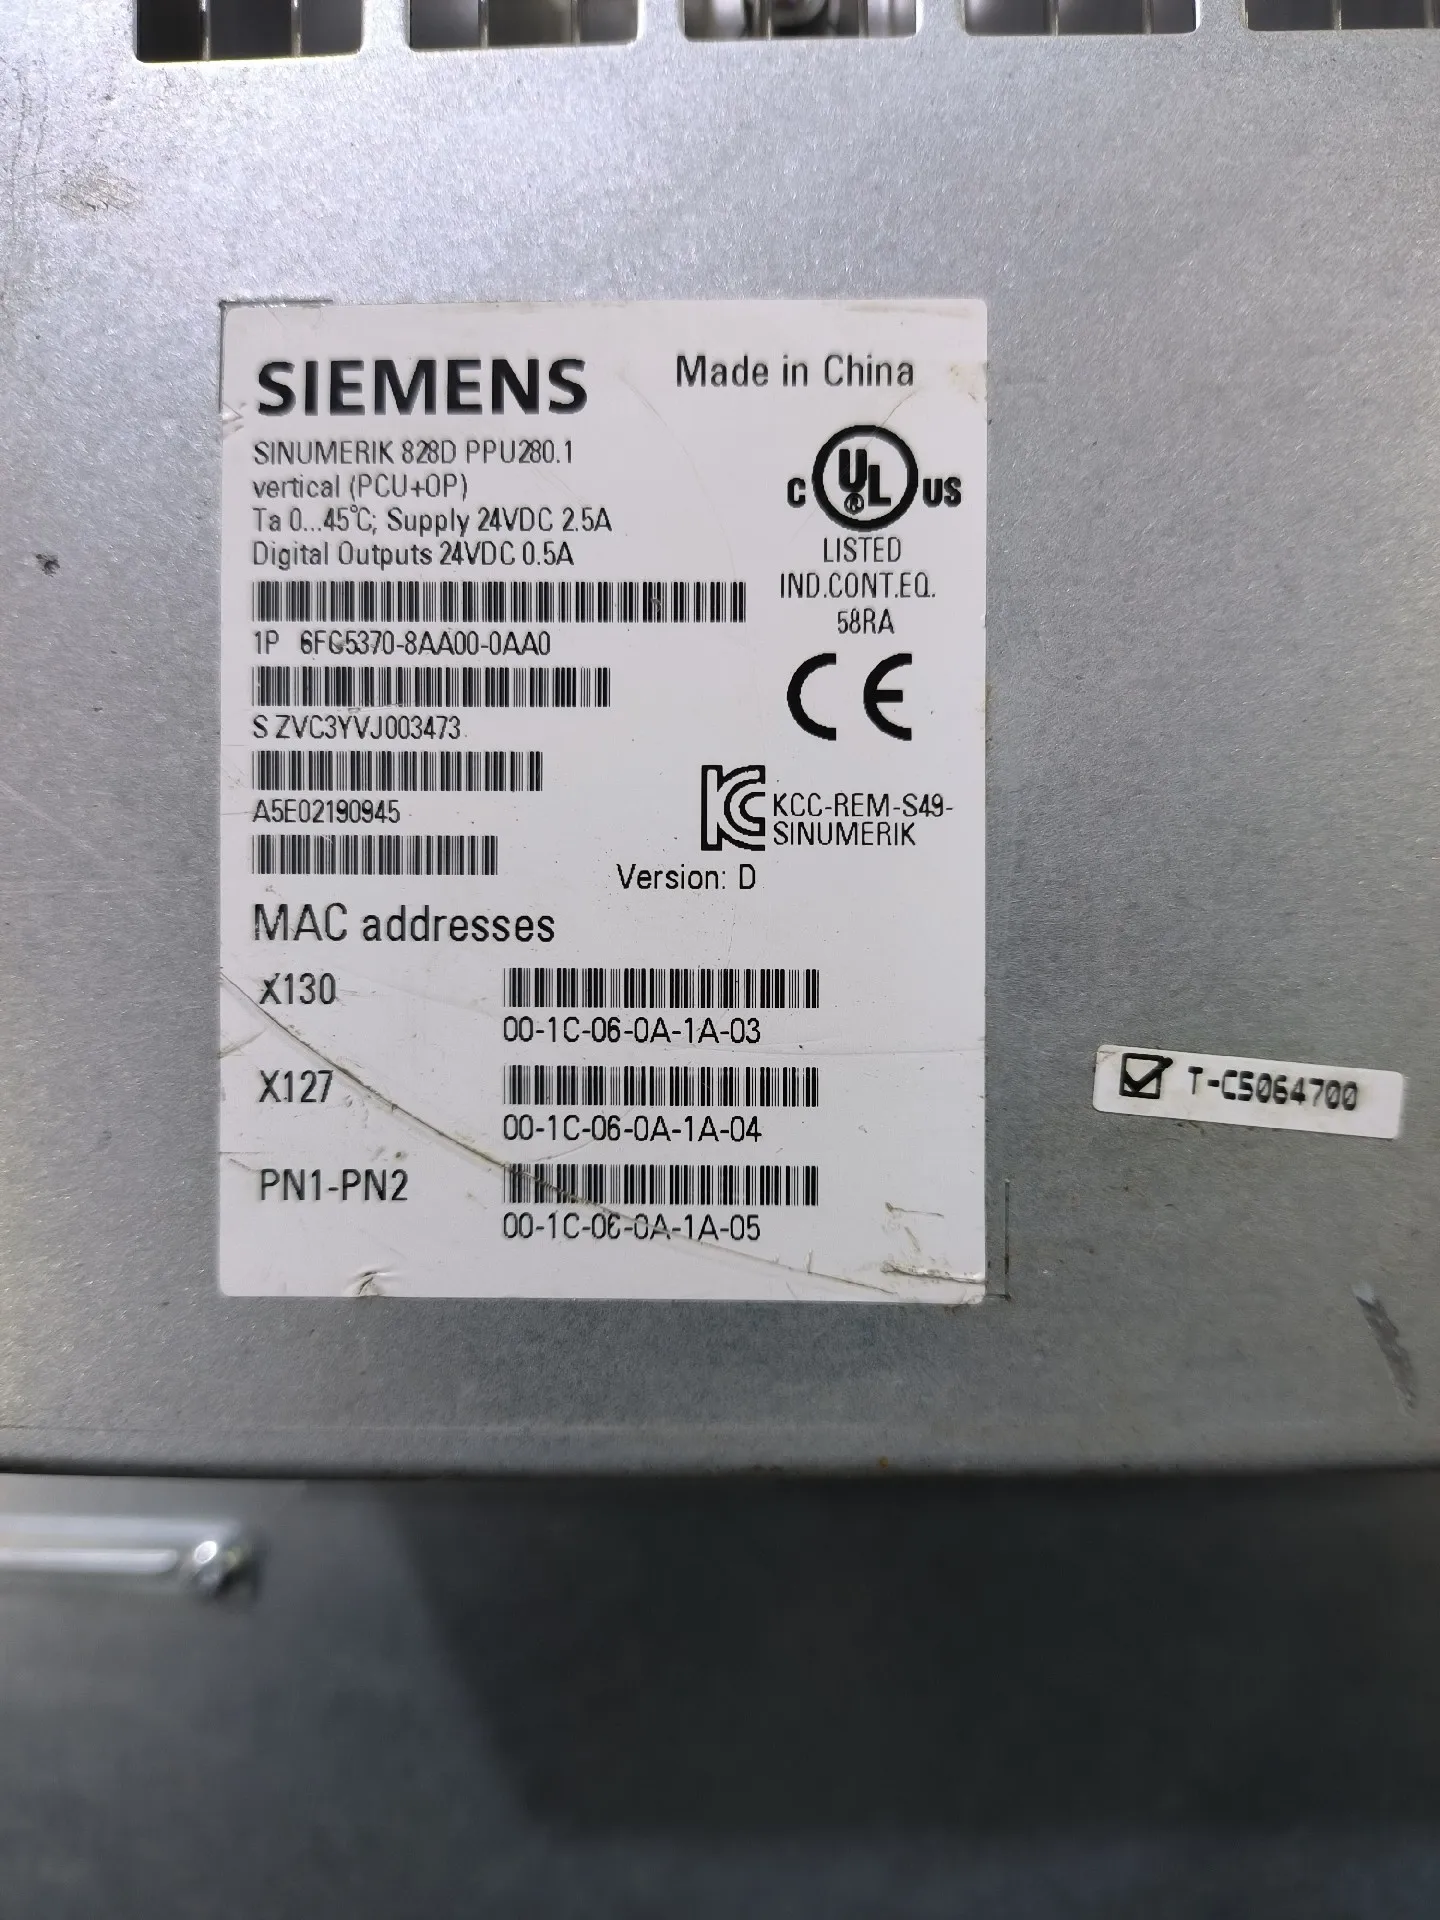 SIEMENS
Made in China
SINUMERIK 828D PPU280.1
vertical (PCU+OP)
Ta 0...45°C; Supply 24VDC 2.5A
Digital Outputs 24VDC 0.5A
C UL US
®
LISTED
IND.CONT.EQ.
58RA
1P 6FC5370-8AA00-0AA0
CE
S ZVC3YVJ003473
A5E02190945
KCC-REM-S49-
SINUMERIK
Version: D
MAC addresses
X130
00-1C-06-0A-1A-03
X127
00-1C-06-0A-1A-04
PN1-PN2
00-1C-06-0A-1A-05
T-C5064700